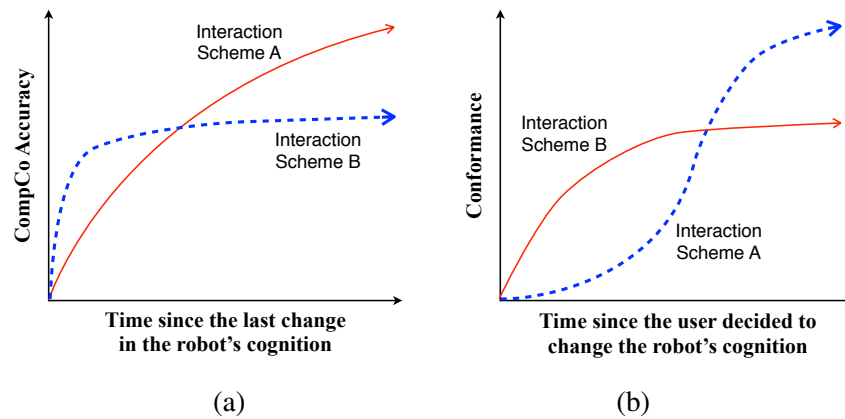 Interaction
Scheme A
Interaction
Scheme B
CompCo Accuracy
Time since the last change
in the robot's cognition
(a)
Interaction
Scheme B
Interaction
Scheme A
Conformance
Time since the user decided to
change the robot's cognition
(b)